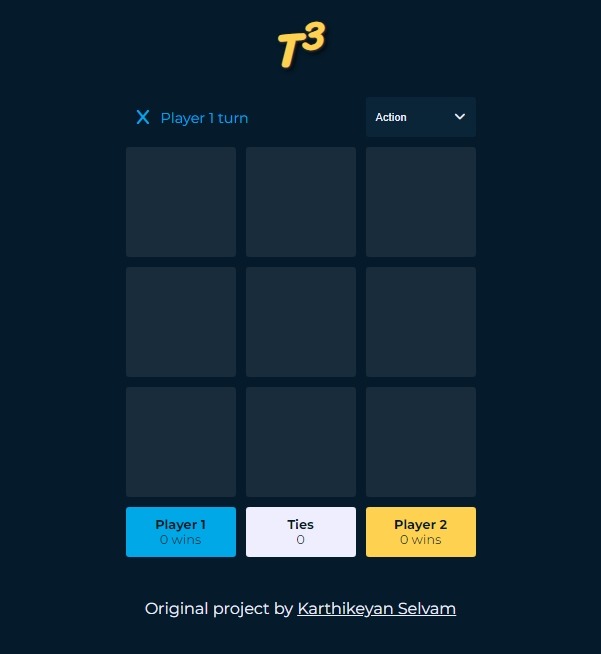 T³
X Player 1 turn
Action
Player 1
0 wins
Ties
0
Player 2
0 wins
Original project by Karthikeyan Selvam